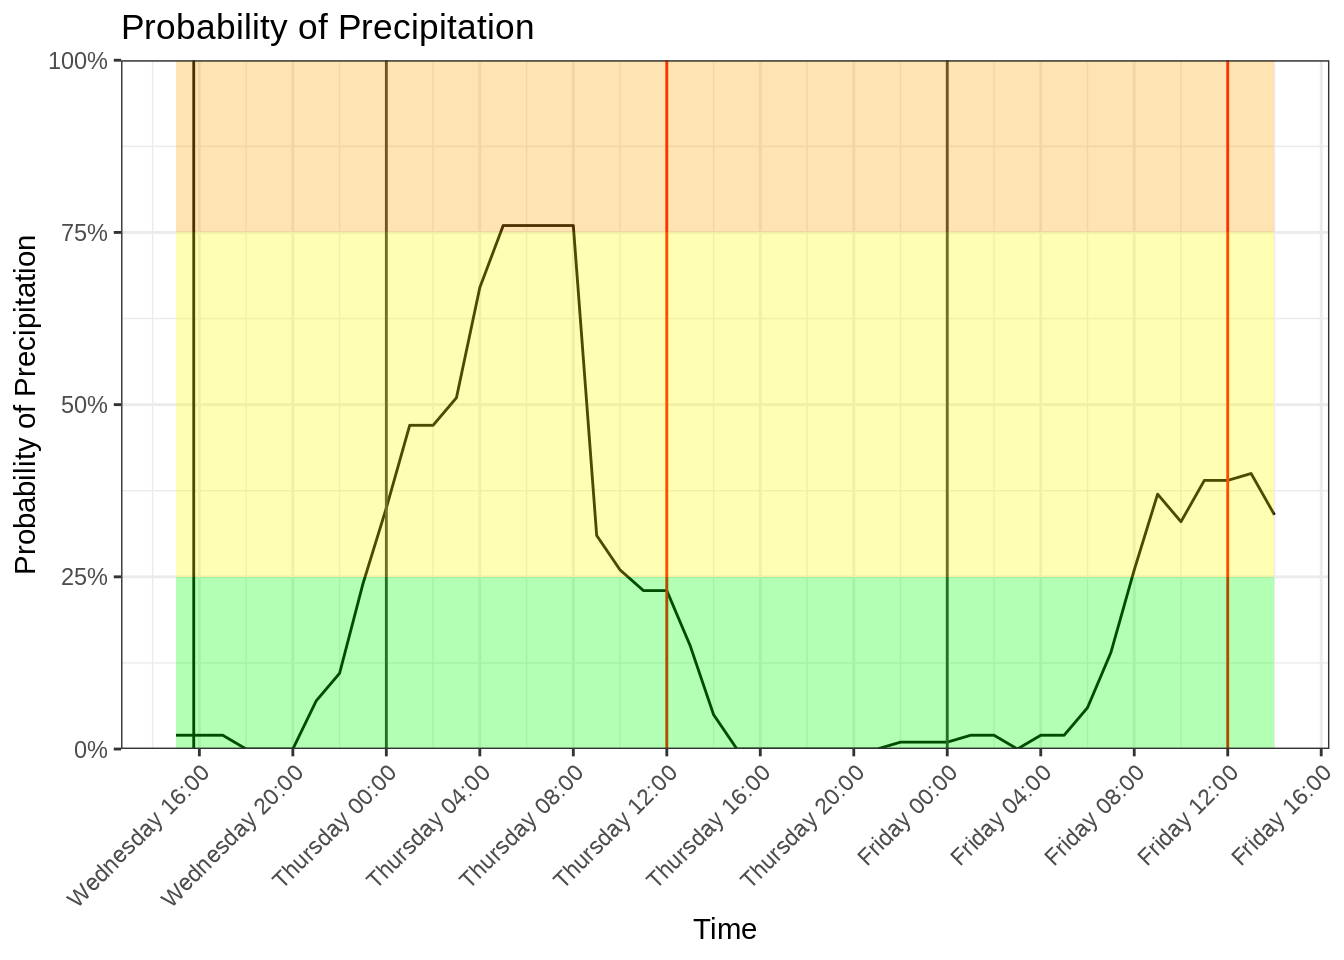 Probability of Precipitation
Probability of Precipitation
100%
75%
50%
25%
0%
Wednesday 16:00
Wednesday 20:00
Thursday 00:00
Thursday 04:00
Thursday 08:00
Thursday 12:00
Thursday 16:00
Thursday 20:00
Friday 00:00
Friday 04:00
Friday 08:00
Friday 12:00
Friday 16:00
Time